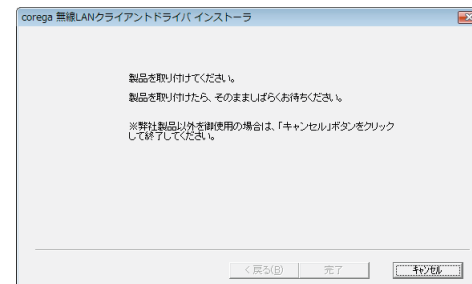 corega 無線LANクライアントドライバ インストーラ
製品を取り付けてください。
製品を取り付けたら、そのまましばらくお待ちください。
※弊社製品以外を御使用の場合は、「キャンセル」ボタンをクリック
して終了してください。
< 戻る(B)
完了
キャンセル